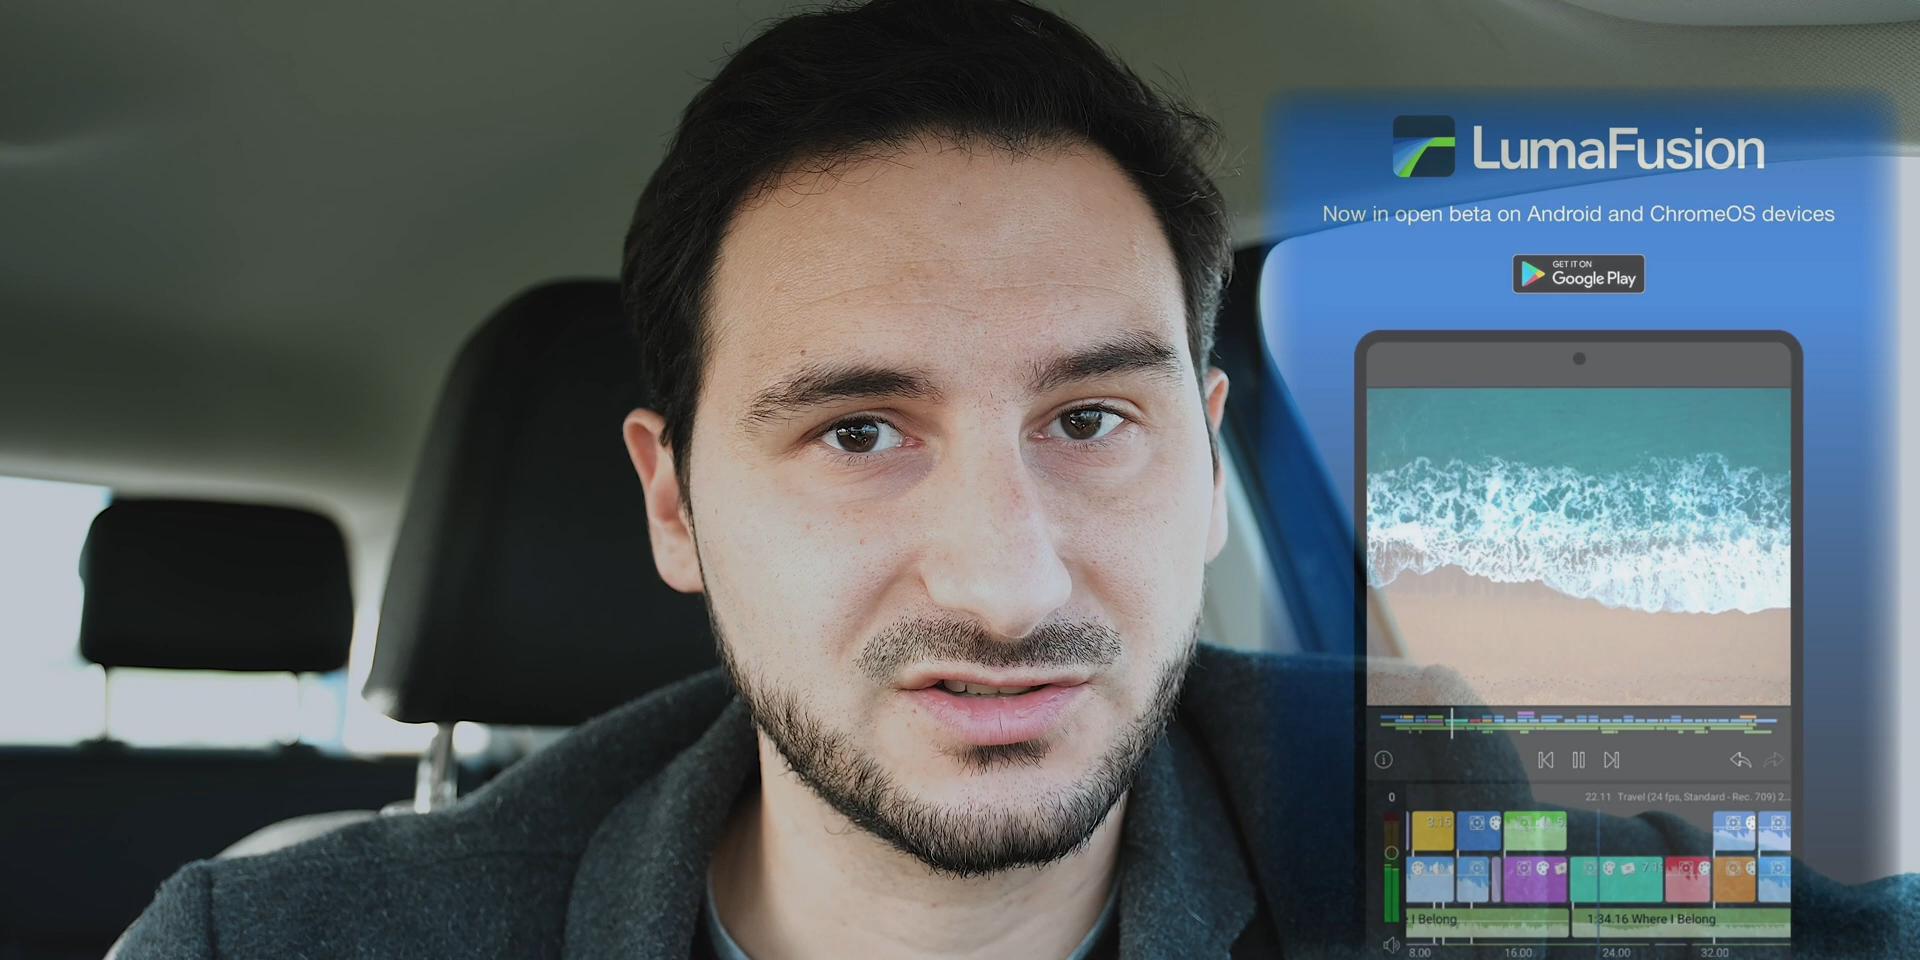 LumaFusion
Now in open beta on Android and ChromeOS devices
GET IT ON
Google Play
0
22.11 Travel (24 fps, Standard - Rec. 709) 2...
3:15
I Belong
1:34.16 Where I Belong
8.00
16.00
24.00
32.00